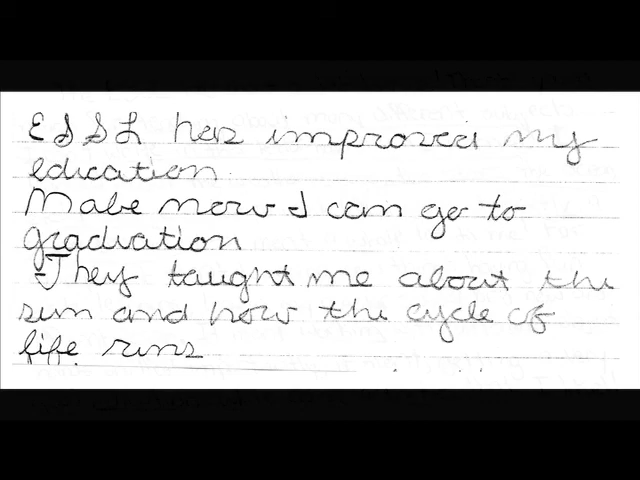 ESSL has improved my
edication
Mabe now I can go to
graduation
They taught me about the
sun and how the cycle of
life runs